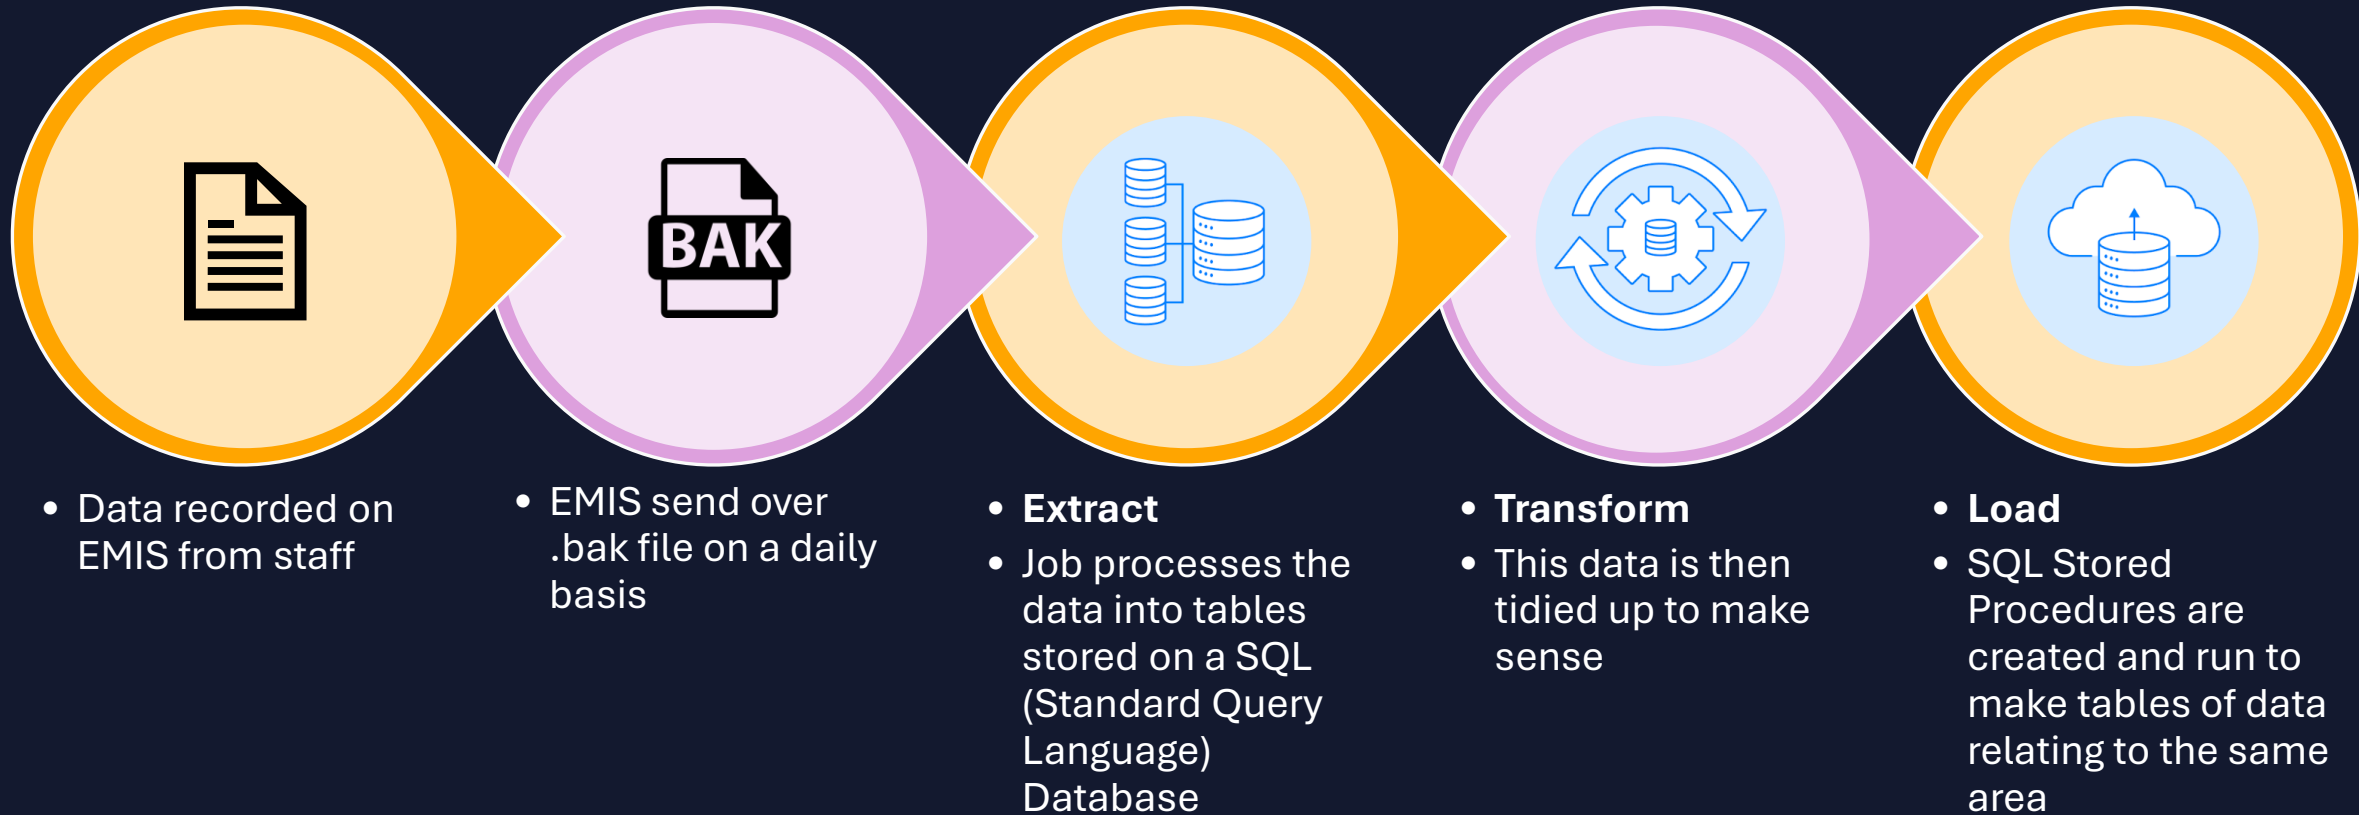 BAK
• Data recorded on
EMIS from staff
• EMIS send over
.bak file on a daily
basis
• Extract
• Job processes the
data into tables
stored on a SQL
(Standard Query
Language)
Database
• Transform
• This data is then
tidied up to make
sense
• Load
• SQL Stored
Procedures are
created and run to
make tables of data
relating to the same
area